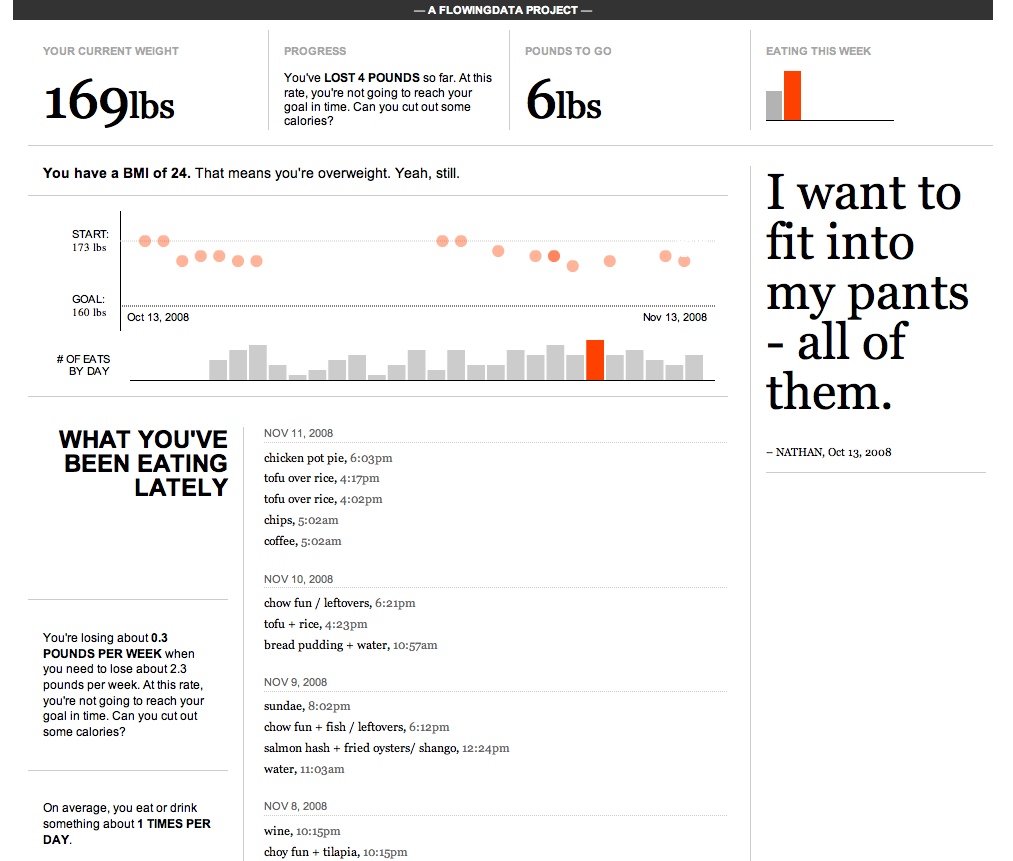 — A FLOWINGDATA PROJECT —
YOUR CURRENT WEIGHT
169lbs
PROGRESS
You've LOST 4 POUNDS so far. At this
rate, you're not going to reach your
goal in time. Can you cut out some
calories?
POUNDS TO GO
6lbs
EATING THIS WEEK
You have a BMI of 24. That means you're overweight. Yeah, still.
START:
173 lbs
GOAL:
160 lbs
Oct 13, 2008
Nov 13, 2008
# OF EATS
BY DAY
I want to
fit into
my pants
- all of
them.
– NATHAN, Oct 13, 2008
WHAT YOU'VE
BEEN EATING
LATELY
You're losing about 0.3
POUNDS PER WEEK when
you need to lose about 2.3
pounds per week. At this rate,
you're not going to reach your
goal in time. Can you cut out
some calories?
On average, you eat or drink
something about 1 TIMES PER
DAY.
NOV 11, 2008
chicken pot pie, 6:03pm
tofu over rice, 4:17pm
tofu over rice, 4:02pm
chips, 5:02am
coffee, 5:02am
NOV 10, 2008
chow fun / leftovers, 6:21pm
tofu + rice, 4:23pm
bread pudding + water, 10:57am
NOV 9, 2008
sundae, 8:02pm
chow fun + fish / leftovers, 6:12pm
salmon hash + fried oysters/ shango, 12:24pm
water, 11:03am
NOV 8, 2008
wine, 10:15pm
choy fun + tilapia, 10:15pm